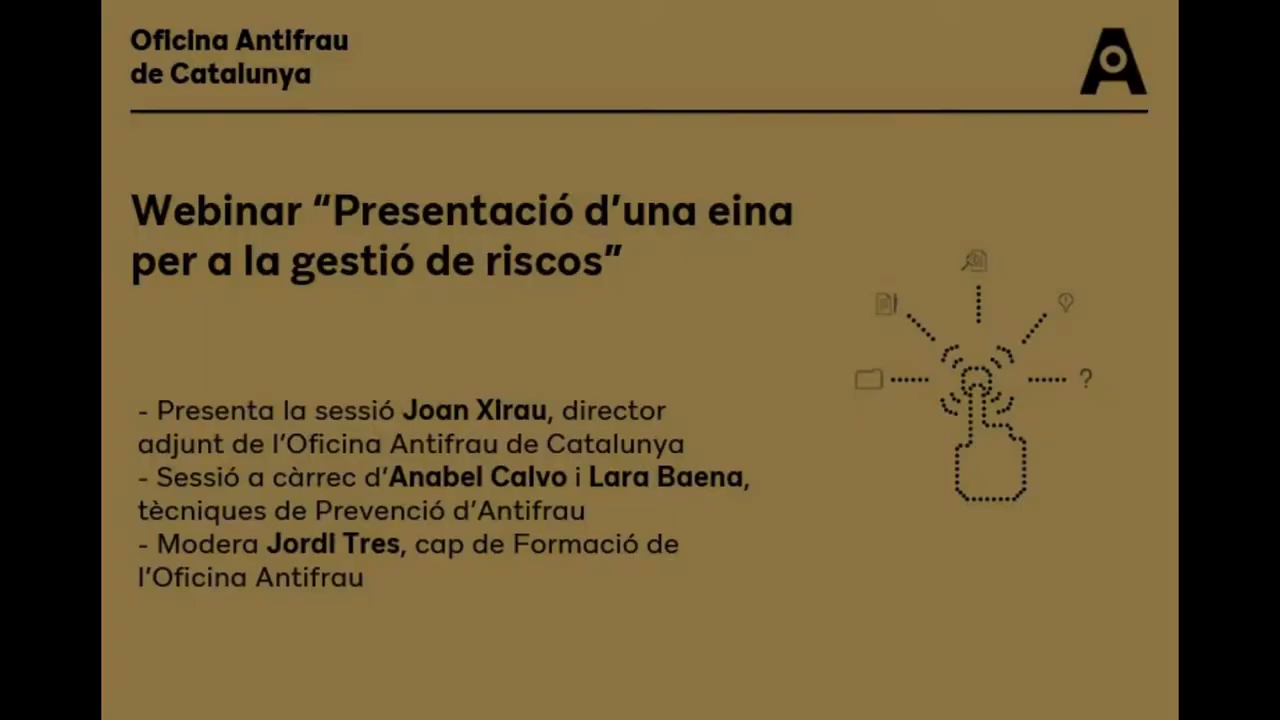 Oficina Antifrau
de Catalunya
Webinar “Presentació d’una eina
per a la gestió de riscos”
- Presenta la sessió Joan Xirau, director
adjunt de l’Oficina Antifrau de Catalunya
- Sessió a càrrec d’Anabel Calvo i Lara Baena,
tècniques de Prevenció d’Antifrau
- Modera Jordi Tres, cap de Formació de
l’Oficina Antifrau
?